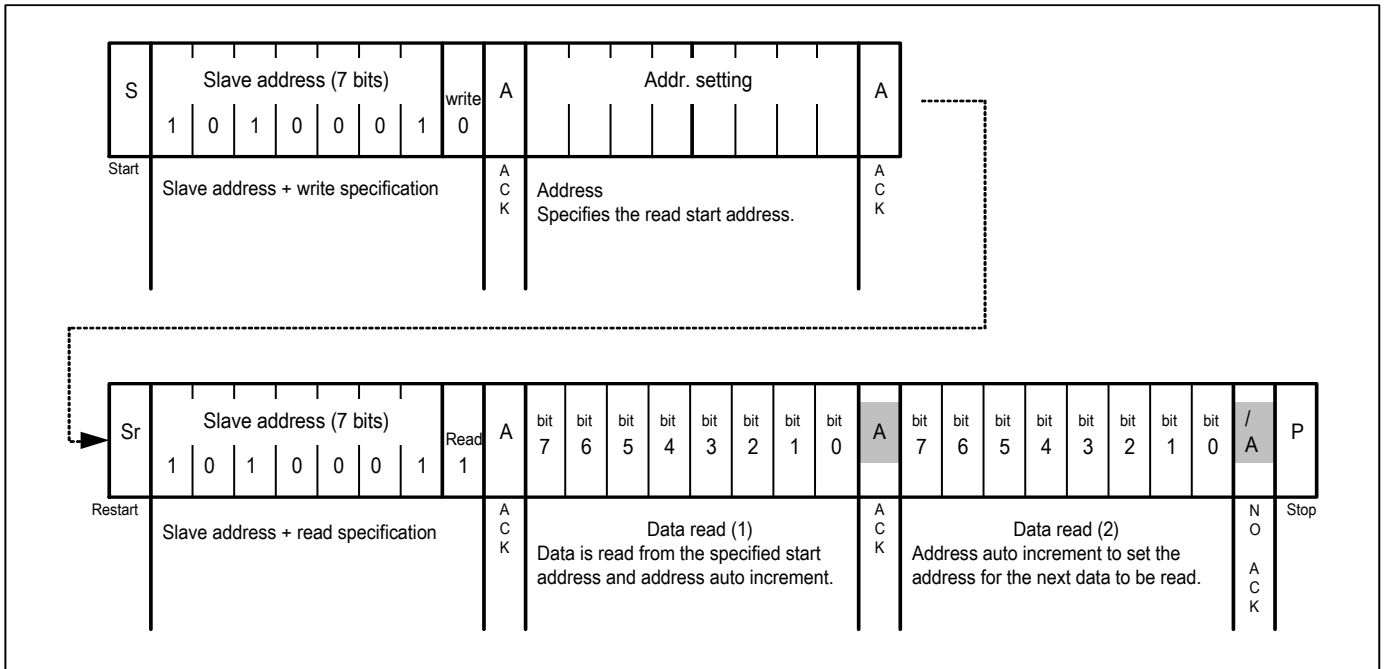 S Slave address (7 bits) write A Addr. setting A
1 0 1 0 0 0 1 0
Start
Slave address + write specification
A
C
K
Address
Specifies the read start address.
A
C
K
Sr Slave address (7 bits) Read A bit bit bit bit bit bit bit bit A bit bit bit bit bit bit bit bit / A P
1 0 1 0 0 0 1 1 7 6 5 4 3 2 1 0 7 6 5 4 3 2 1 0
Restart
Slave address + read specification
A
C
K
Data read (1)
Data is read from the specified start
address and address auto increment.
A
C
K
Data read (2)
Address auto increment to set the
address for the next data to be read.
N
O
A
C
K
Stop